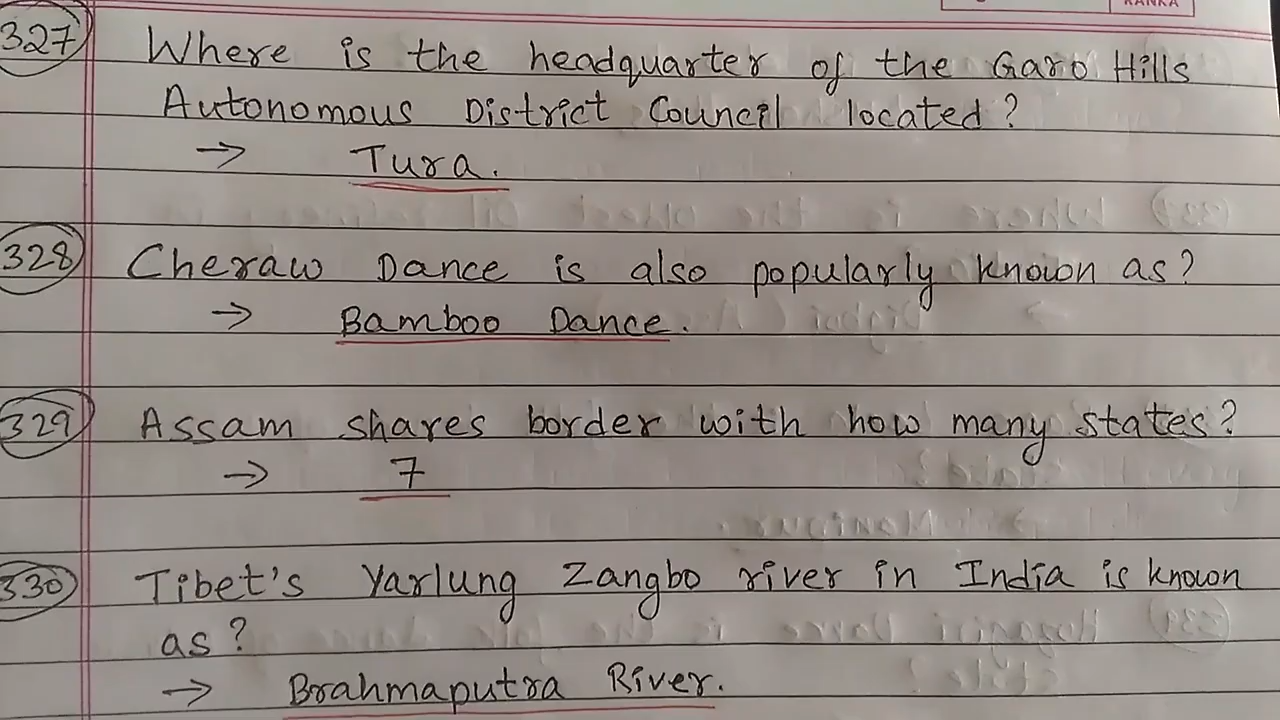 RANKA
327 Where is the headquarter of the Garo Hills
Autonomous District Council located?
→ Tura.
328 Cheraw Dance is also popularly known as?
→ Bamboo Dance.
329 Assam shares border with how many states?
→ 7
330 Tibet's Yarlung Zangbo river in India is known
as?
→ Brahmaputra River.